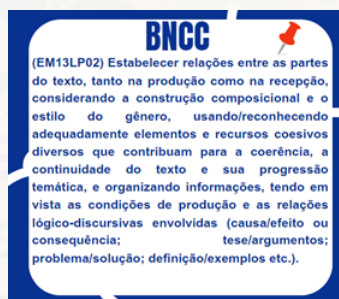 BNCC
(EM13LP02) Estabelecer relações entre as partes
do texto, tanto na produção como na recepção,
considerando a construção composicional e o
estilo do gênero, usando/reconhecendo
adequadamente elementos e recursos coesivos
diversos que contribuam para a coerência, a
continuidade do texto e sua progressão
temática, e organizando informações, tendo em
vista as condições de produção e as relações
lógico-discursivas envolvidas (causa/efeito ou
consequência; tese/argumentos;
problema/solução; definição/exemplos etc.).